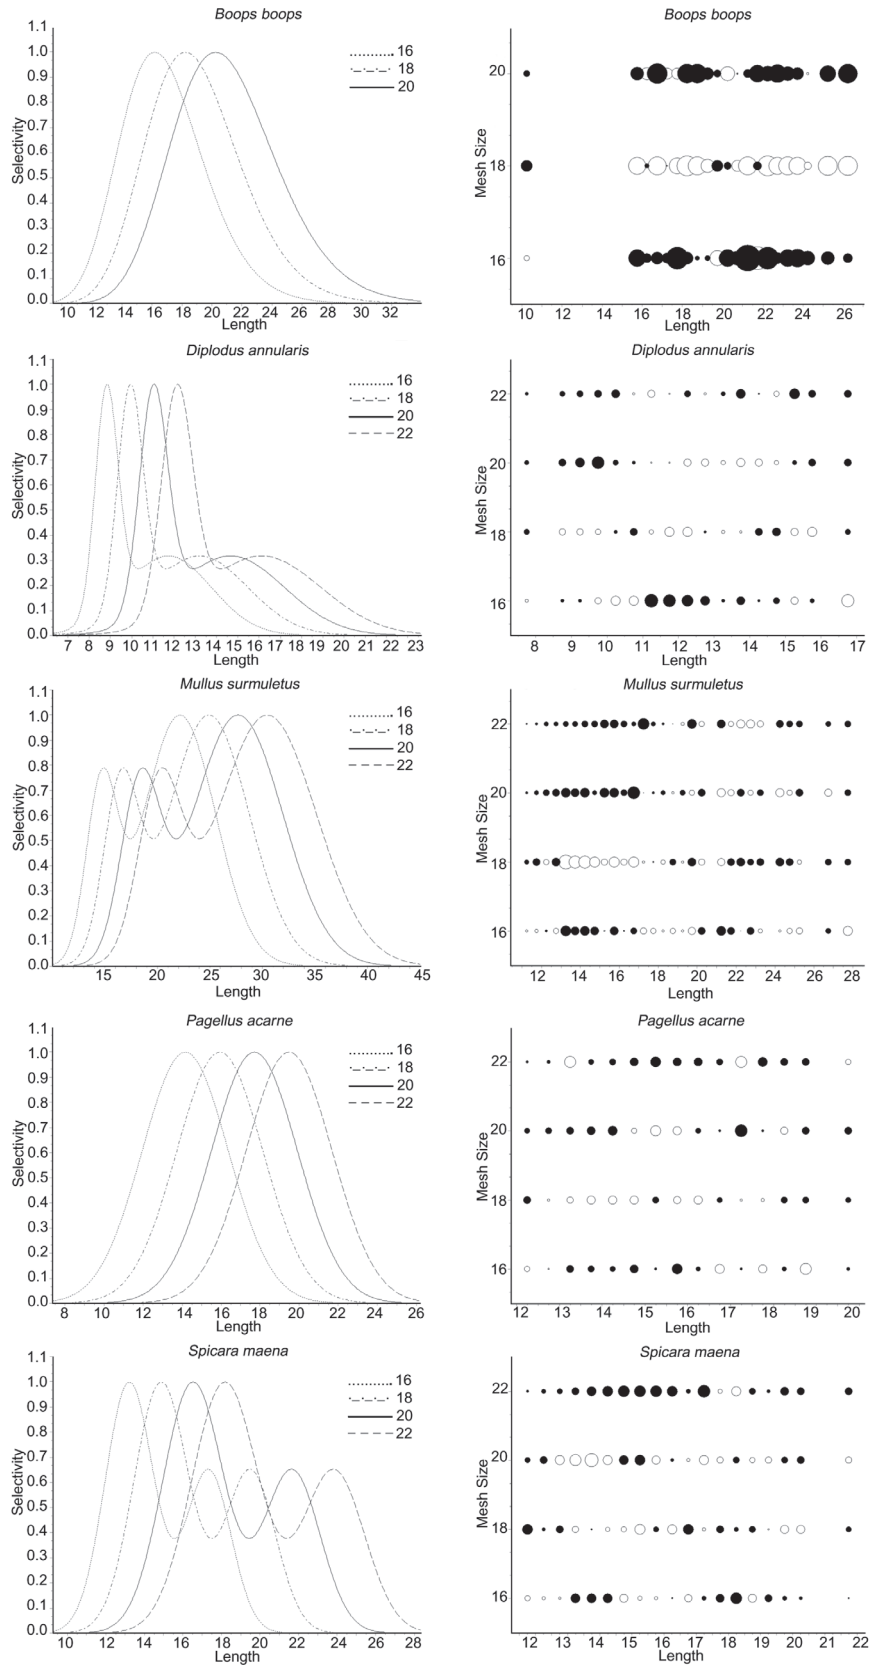 Boops boops
1.1
1.0
0.9
0.8
0.7
0.6
0.5
0.4
0.3
0.2
0.1
0.0
Selectivity
16
18
20
10 12 14 16 18 20 22 24 26 28 30 32
Length
Boops boops
20
18
16
Mesh Size
10 12 14 16 18 20 22 24 26
Length
Diplodus annularis
1.1
1.0
0.9
0.8
0.7
0.6
0.5
0.4
0.3
0.2
0.1
0.0
Selectivity
16
18
20
22
7 8 9 10 11 12 13 14 15 16 17 18 19 20 21 22 23
Length
Diplodus annularis
22
20
18
16
Mesh Size
8 9 10 11 12 13 14 15 16 17
Length
Mullus surmuletus
1.1
1.0
0.9
0.8
0.7
0.6
0.5
0.4
0.3
0.2
0.1
0.0
Selectivity
16
18
20
22
15 20 25 30 35 40 45
Length
Mullus surmuletus
22
20
18
16
Mesh Size
12 14 16 18 20 22 24 26 28
Length
Pagellus acarne
1.1
1.0
0.9
0.8
0.7
0.6
0.5
0.4
0.3
0.2
0.1
0.0
Selectivity
16
18
20
22
8 10 12 14 16 18 20 22 24 26
Length
Pagellus acarne
22
20
18
16
Mesh Size
12 13 14 15 16 17 18 19 20
Length
Spicara maena
1.1
1.0
0.9
0.8
0.7
0.6
0.5
0.4
0.3
0.2
0.1
0.0
Selectivity
16
18
20
22
10 12 14 16 18 20 22 24 26 28
Length
Spicara maena
22
20
18
16
Mesh Size
12 13 14 15 16 17 18 19 20 21 22
Length